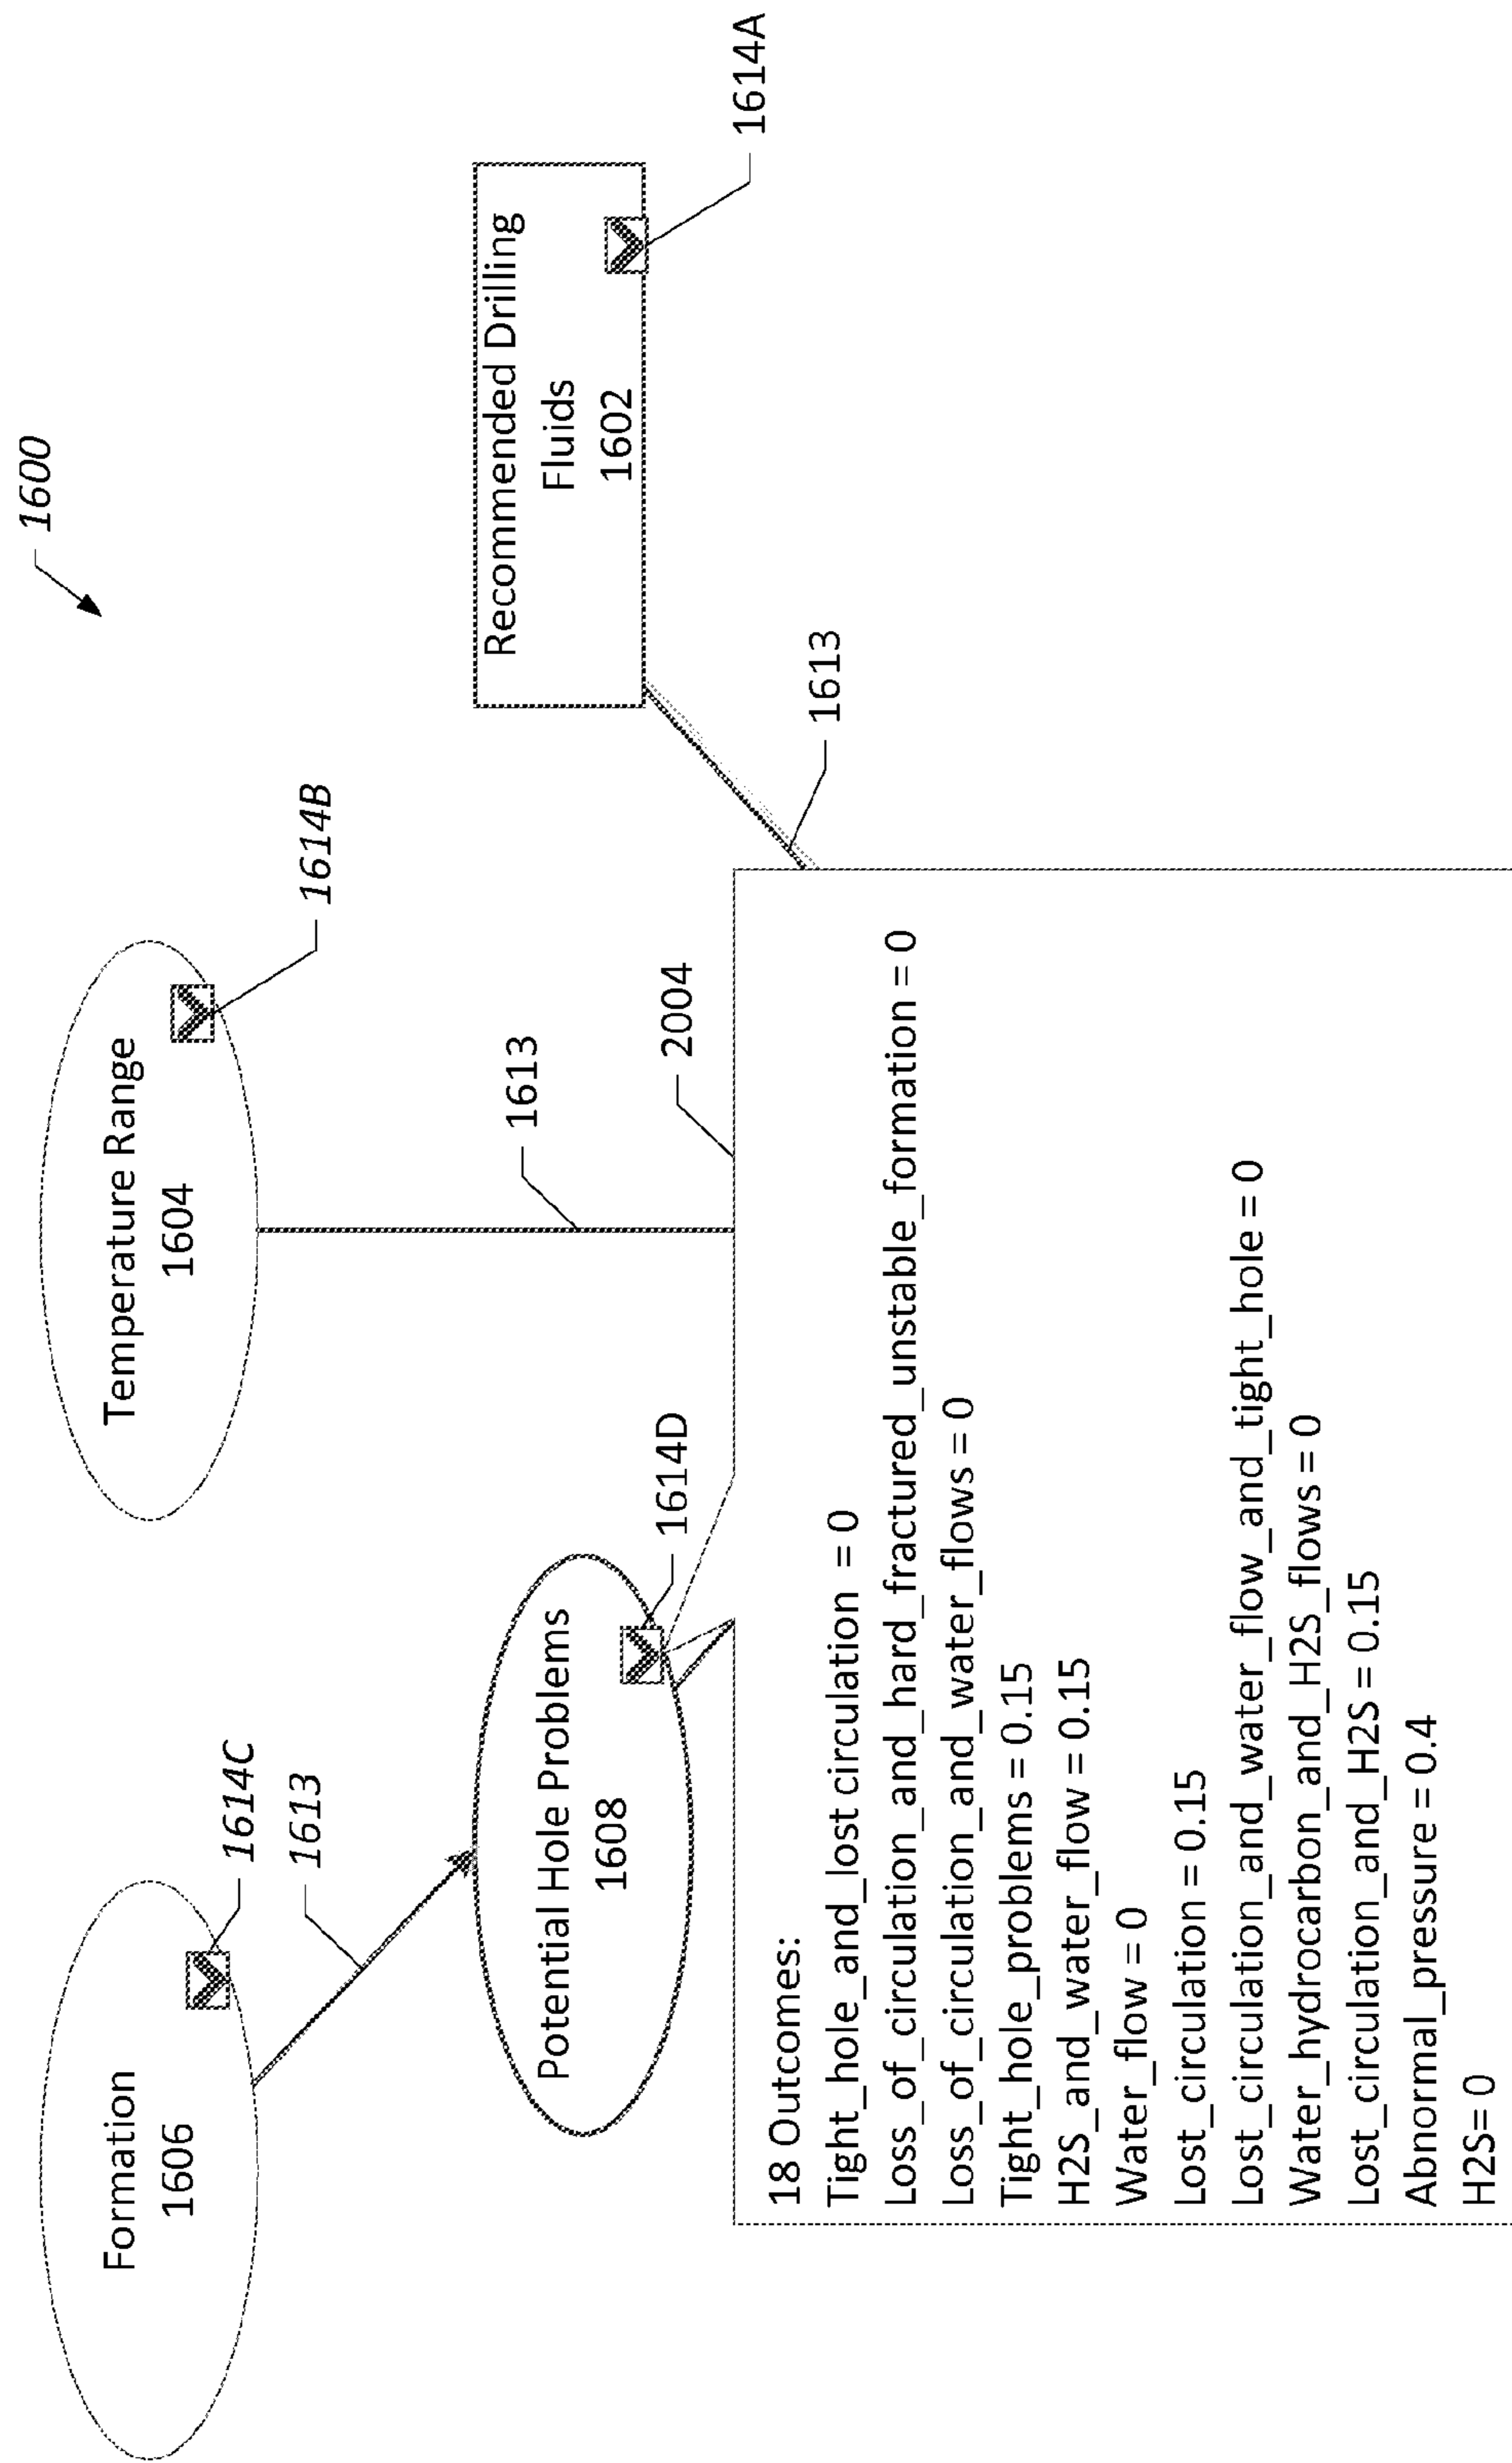 1600
Formation
1606
1614C
1613
Temperature Range
1604
1614B
Potential Hole Problems
1608
1614D
1613
2004
Recommended Drilling
Fluids
1602
1614A
1613
18 Outcomes:
Tight_hole_and_lost circulation = 0
Loss_of_circulation_and_hard_fractured_unstable_formation = 0
Loss_of_circulation_and_water_flows = 0
Tight_hole_problems = 0.15
H2S_and_water_flow = 0.15
Water_flow = 0
Lost_circulation = 0.15
Lost_circulation_and_water_flow_and_tight_hole = 0
Water_hydrocarbon_and_H2S_flows = 0
Lost_circulation_and_H2S = 0.15
Abnormal_pressure = 0.4
H2S= 0